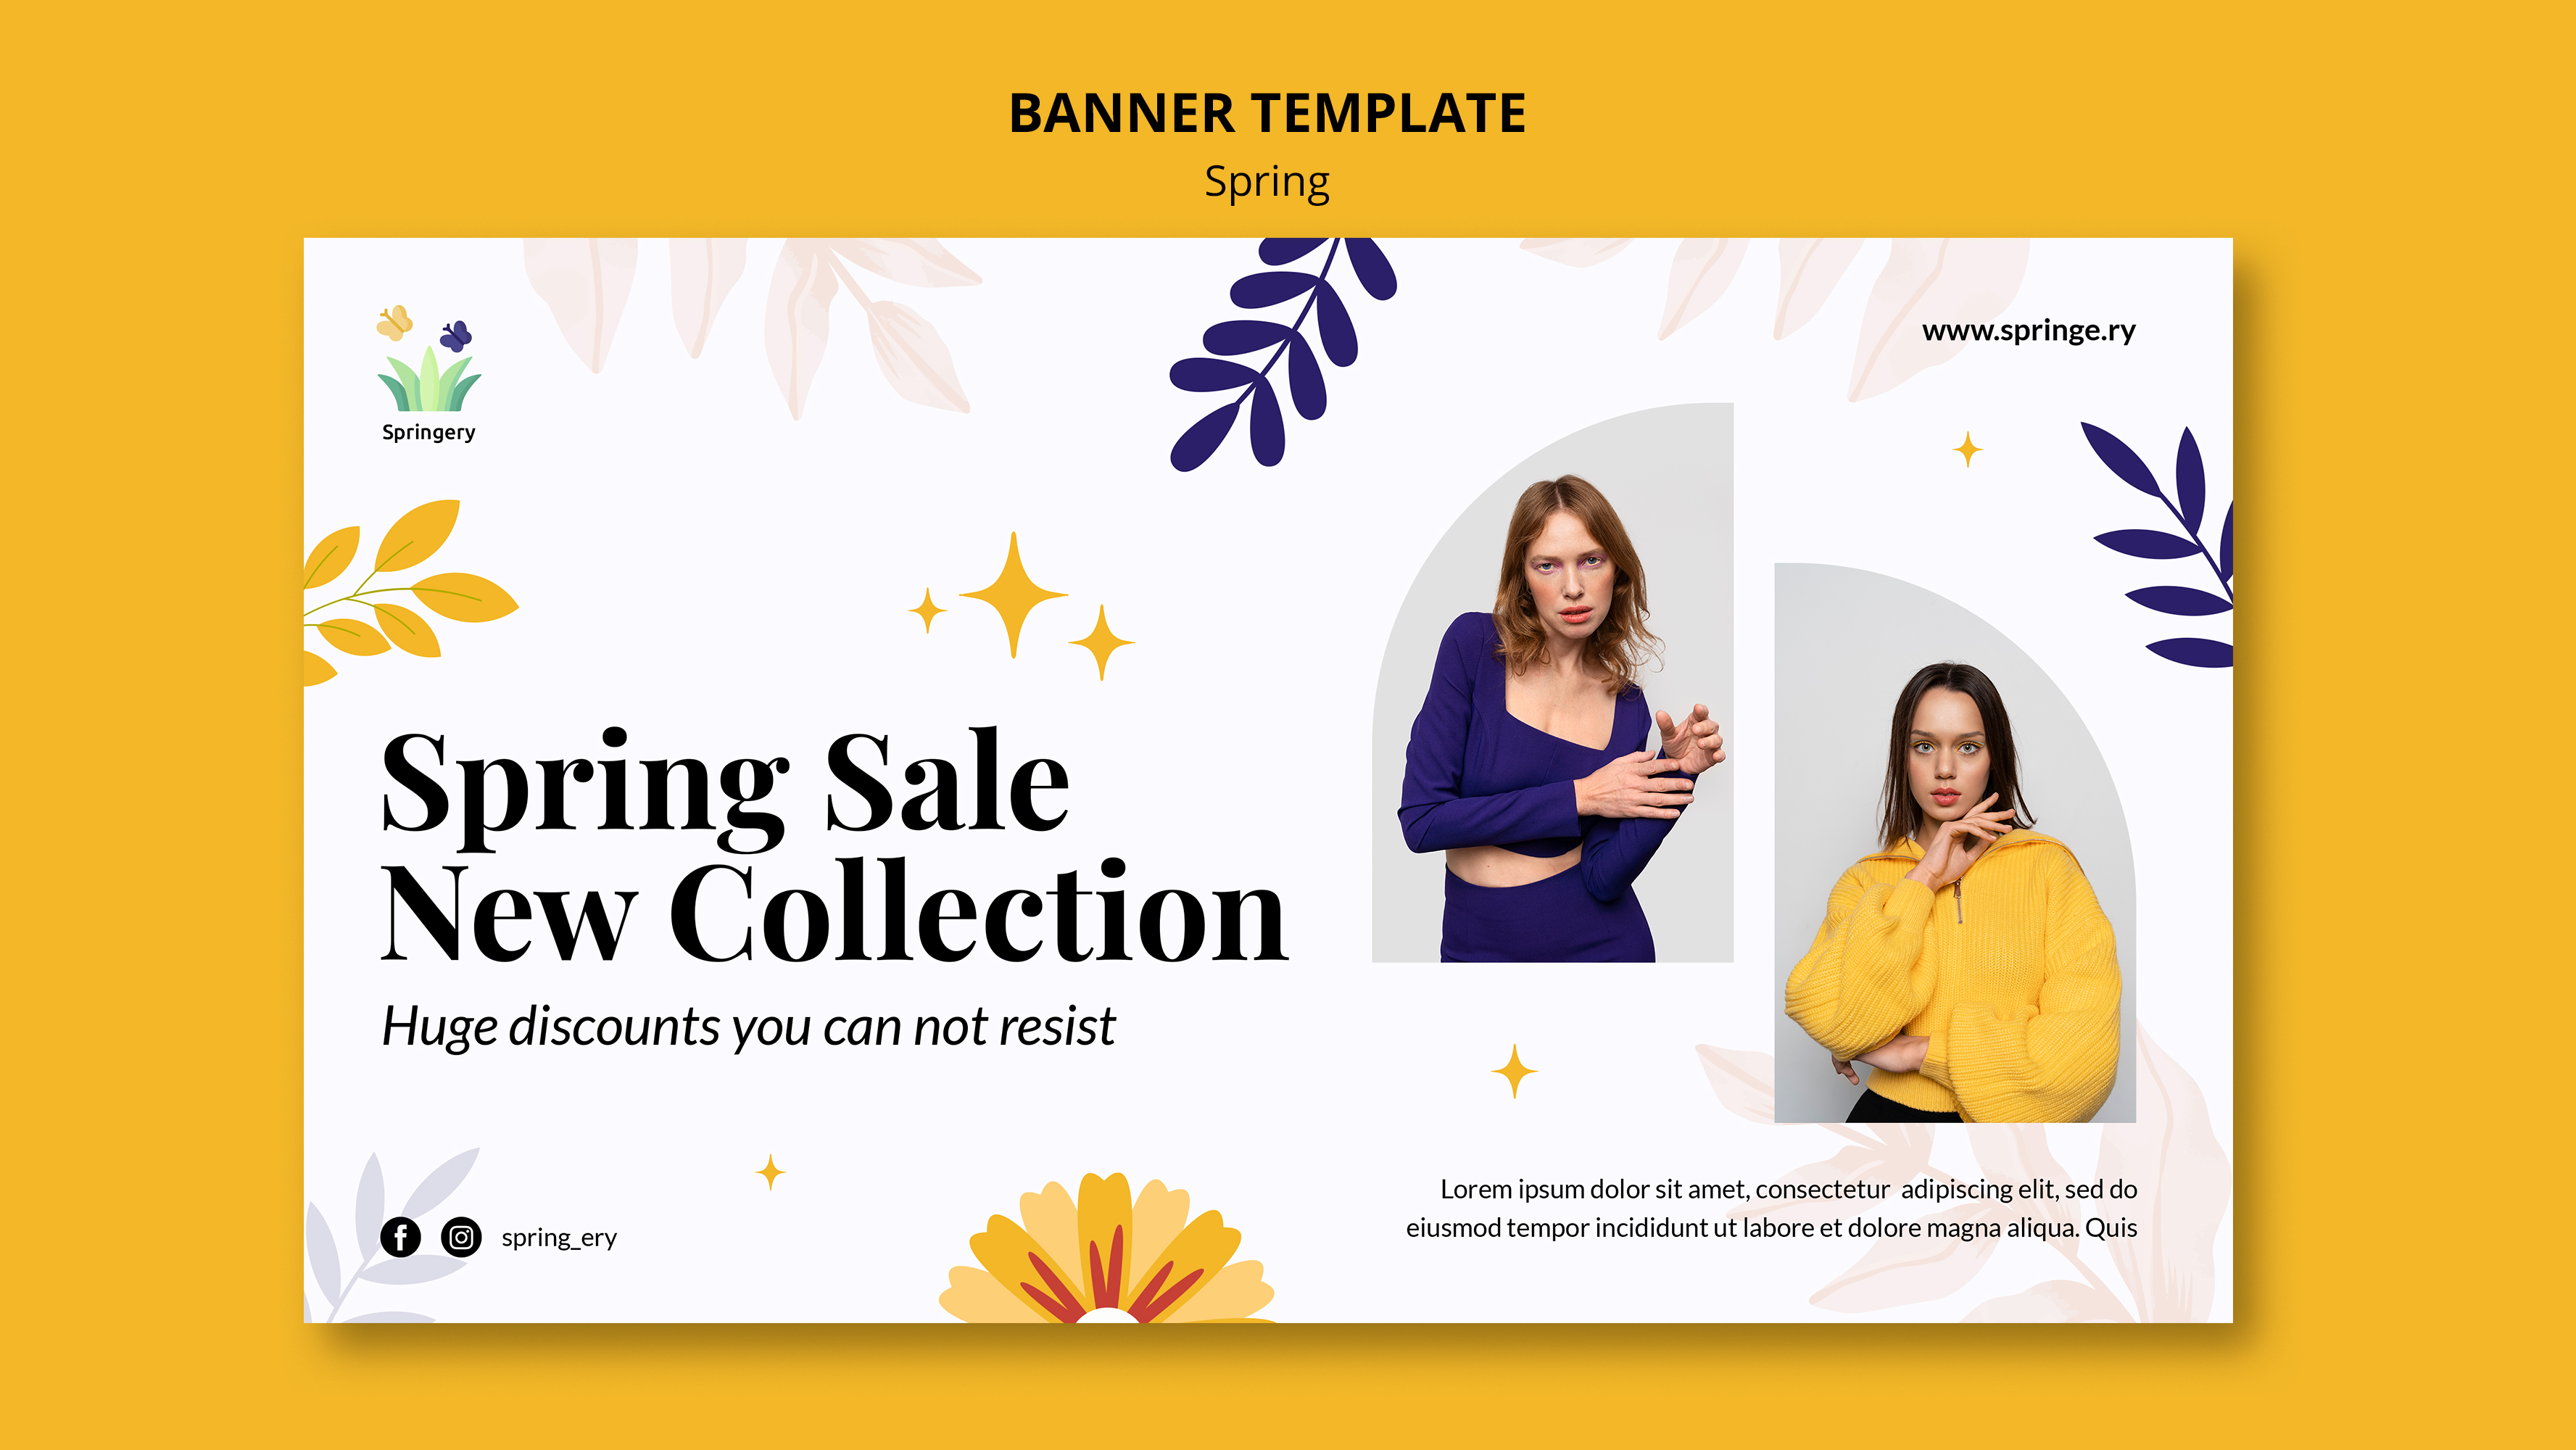 BANNER TEMPLATE
Spring
Springery
www.springe.ry
Spring Sale
New Collection
Huge discounts you can not resist
spring_ery
Lorem ipsum dolor sit amet, consectetur  adipiscing elit, sed do
eiusmod tempor incididunt ut labore et dolore magna aliqua. Quis